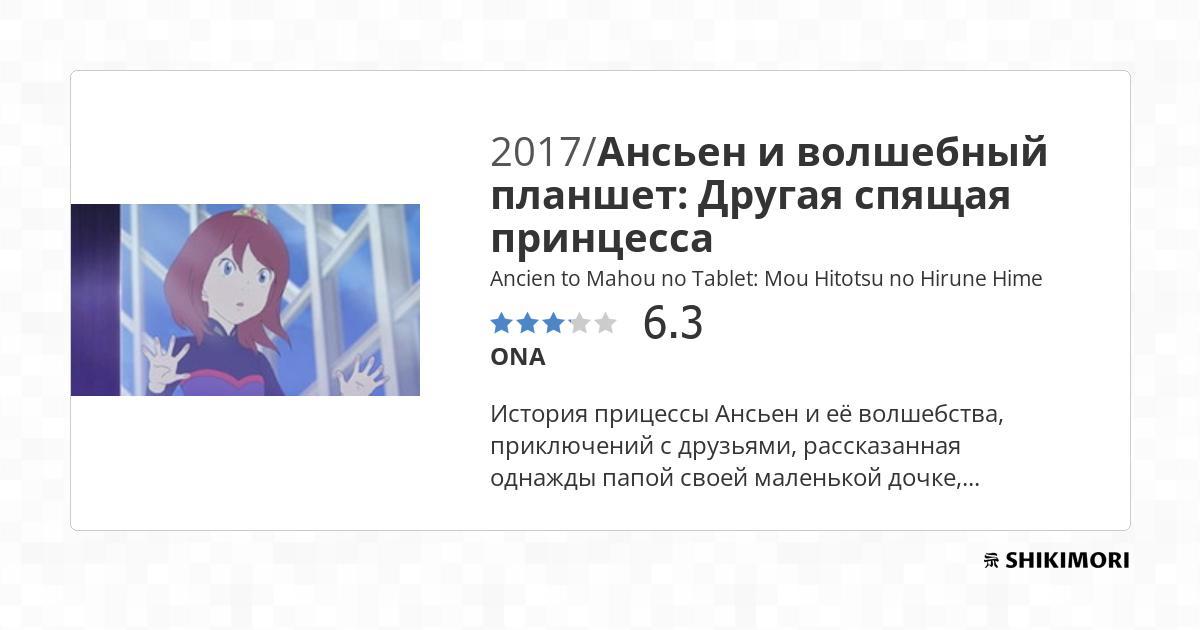 2017/Ансьен и волшебный
планшет: Другая спящая
принцесса
Ancien to Mahou no Tablet: Mou Hitotsu no Hirune Hime
6.3
ONA
История прицессы Ансьен и её волшебства,
приключений с друзьями, рассказанная
однажды папой своей маленькой дочке,...
SHIKIMORI